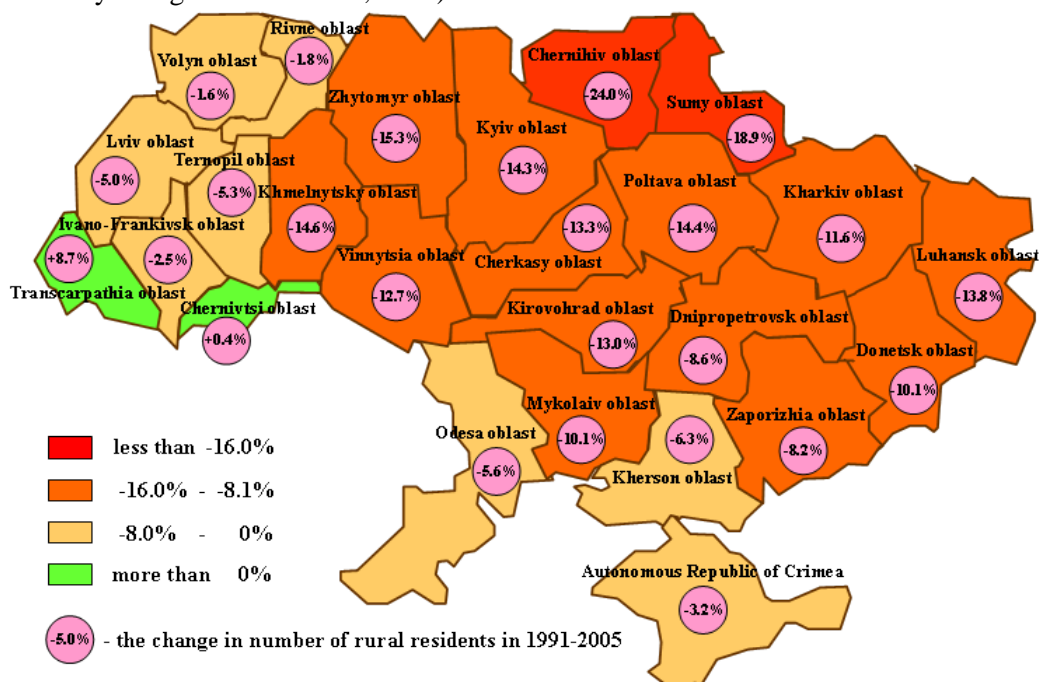 Rivne oblast
-1.8%
Volyn oblast
-1.6%
Chernihiv oblast
-24.0%
Zhytomyr oblast
-15.3%
Sumy oblast
-18.9%
Kyiv oblast
-14.3%
Lviv oblast
-5.0%
Ternopil oblast
-5.3%
Khmelnytsky oblast
-14.6%
Poltava oblast
-14.4%
Kharkiv oblast
-11.6%
Ivano-Frankivsk oblast
-2.5%
+8.7%
Transcarpathia oblast
-13.3%
Cherkasy oblast
Vinnytsia oblast
-12.7%
Luhansk oblast
-13.8%
Chernivtsi oblast
+0.4%
Kirovohrad oblast
-13.0%
Dnipropetrovsk oblast
-8.6%
Donetsk oblast
-10.1%
Mykolaiv oblast
-10.1%
Zaporizhia oblast
-8.2%
Odesa oblast
-5.6%
-6.3%
Kherson oblast
less than -16.0%
-16.0% - -8.1%
-8.0% - 0%
more than 0%
Autonomous Republic of Crimea
-3.2%
-5.0% - the change in number of rural residents in 1991-2005